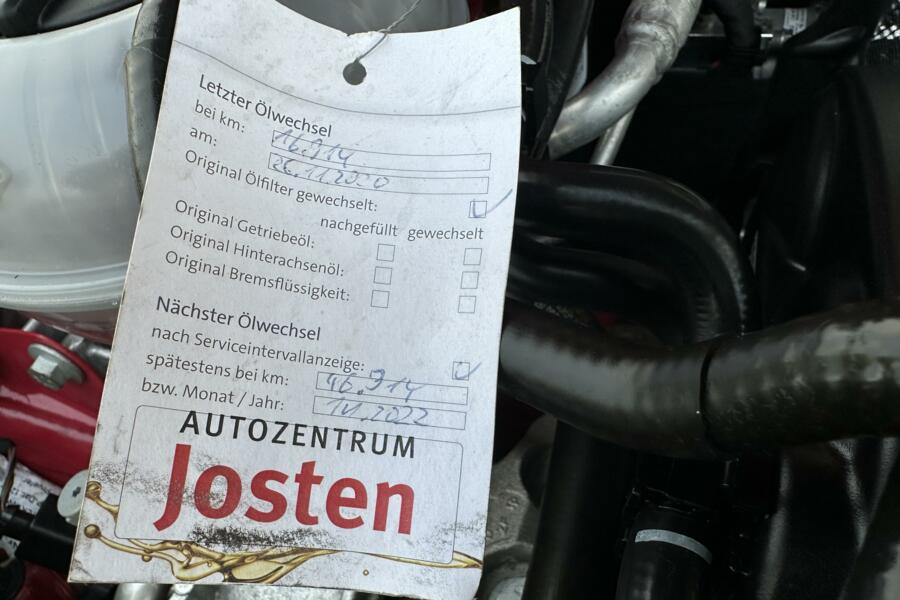 Letzter Ölwechsel
bei km: 16.914
am: 26.11.2020
Original Ölfilter gewechselt:
nachgefüllt gewechselt
Original Getriebeöl:
Original Hinterachsenöl:
Original Bremsflüssigkeit:
Nächster Ölwechsel
nach Serviceintervallanzeige:
spätestens bei km: 46.914
bzw. Monat / Jahr: 11.2022
AUTOZENTRUM
Josten